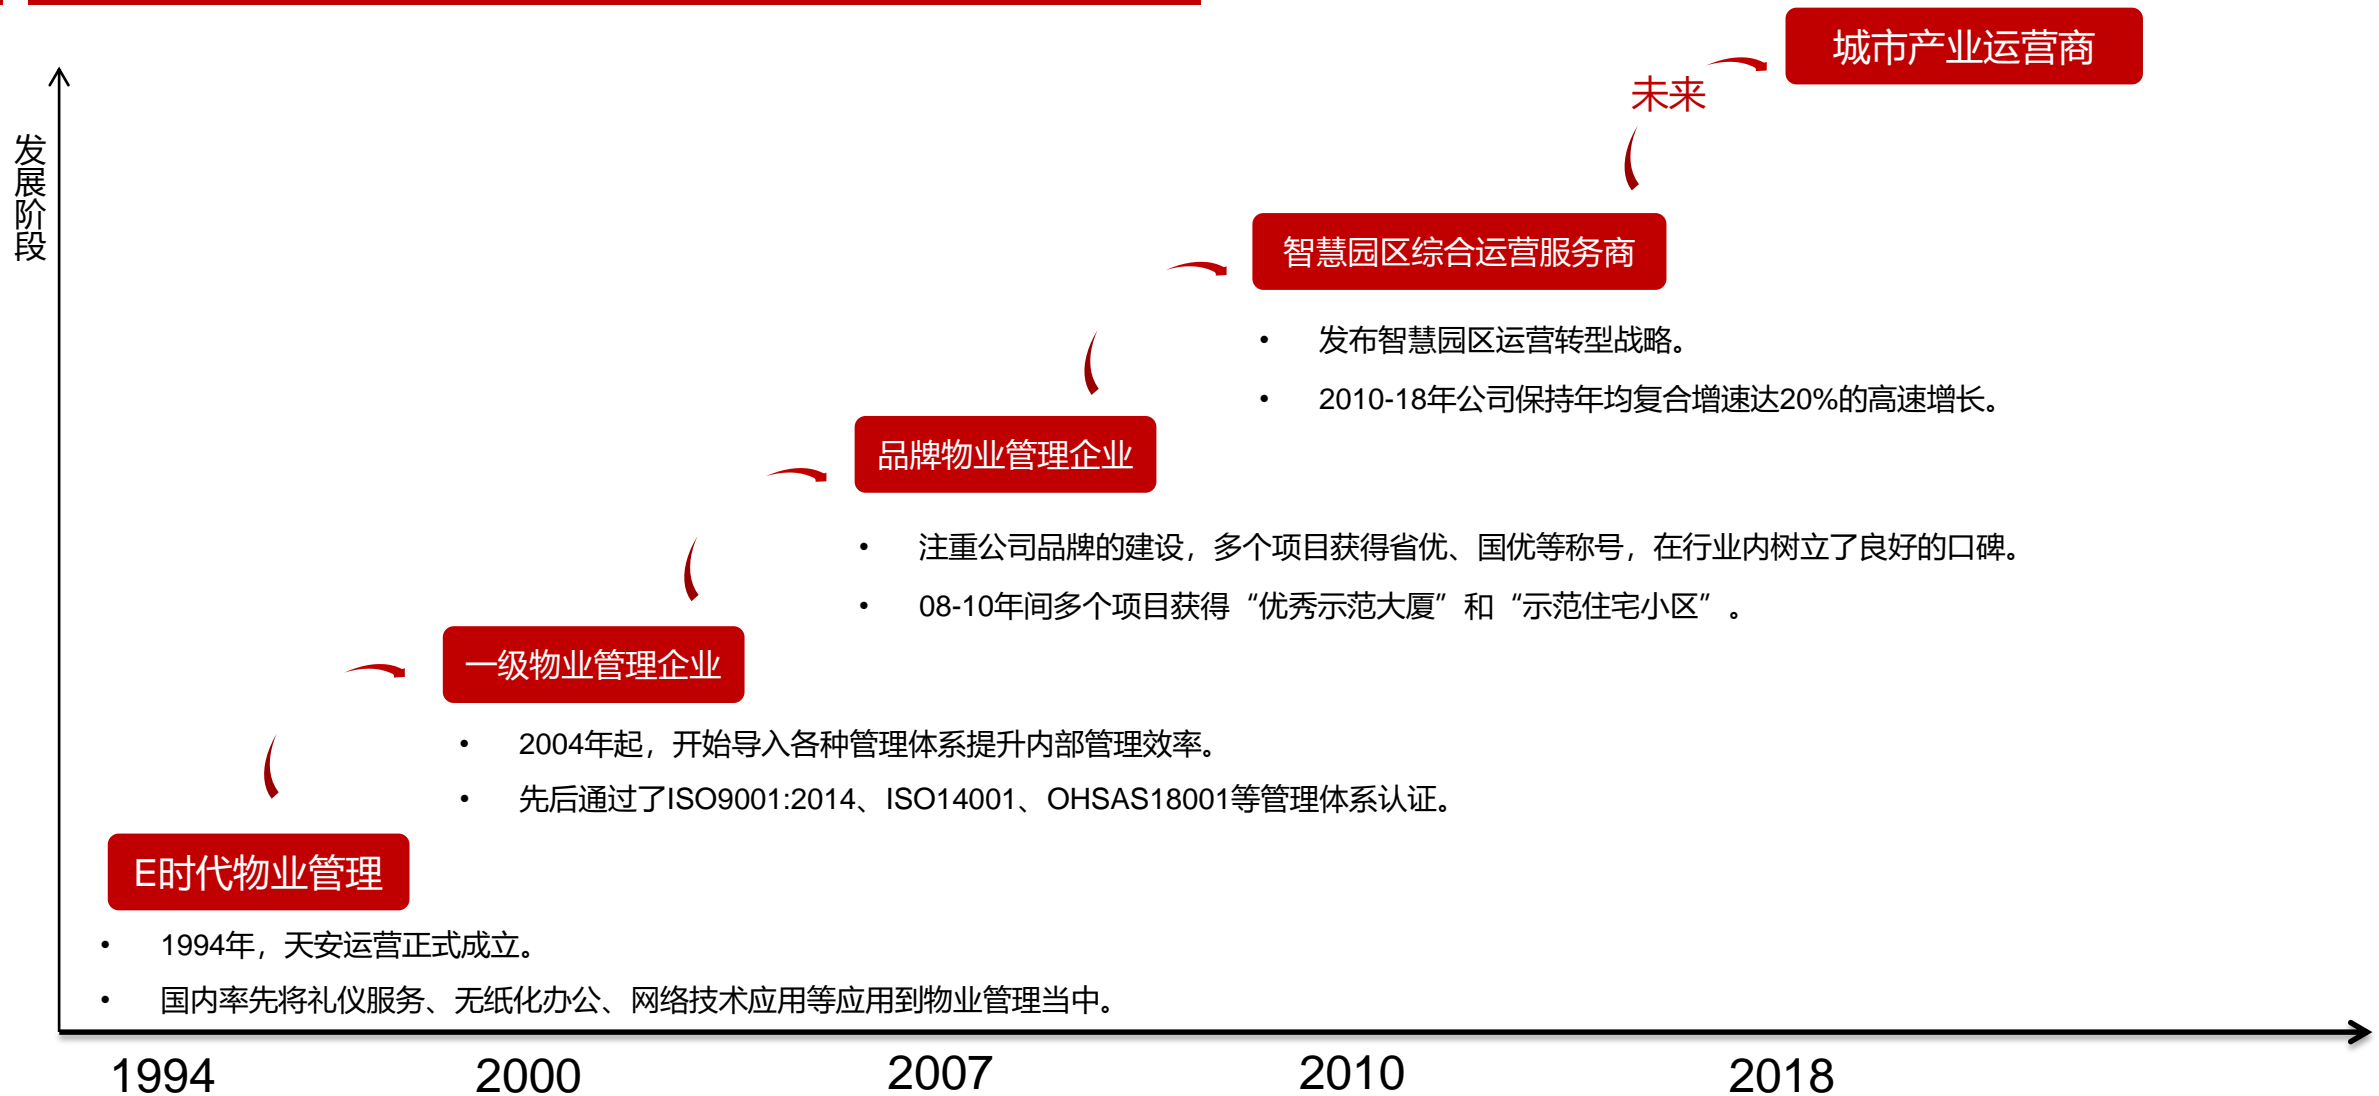 城市产业运营商
未来
发展阶段
智慧园区综合运营服务商
• 发布智慧园区运营转型战略。
• 2010-18年公司保持年均复合增速达20%的高速增长。
品牌物业管理企业
• 注重公司品牌的建设，多个项目获得省优、国优等称号，在行业内树立了良好的口碑。
• 08-10年间多个项目获得“优秀示范大厦”和“示范住宅小区”。
一级物业管理企业
• 2004年起，开始导入各种管理体系提升内部管理效率。
• 先后通过了ISO9001:2014、ISO14001、OHSAS18001等管理体系认证。
E时代物业管理
• 1994年，天安运营正式成立。
• 国内率先将礼仪服务、无纸化办公、网络技术应用等应用到物业管理当中。
1994 2000 2007 2010 2018